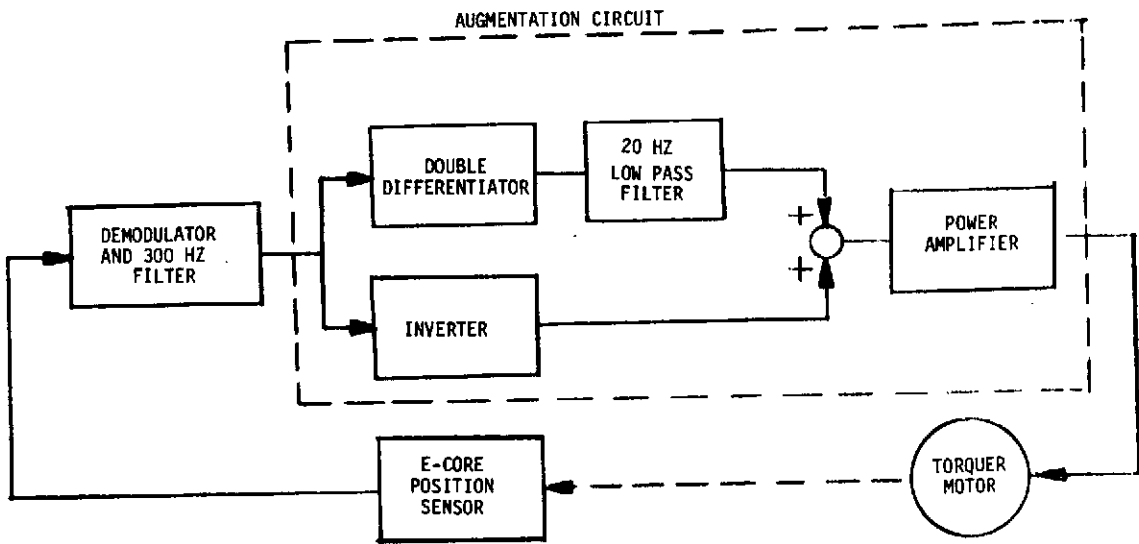 AUGMENTATION CIRCUIT
DOUBLE
DIFFERENTIATOR
20 HZ
LOW PASS
FILTER
+
+
POWER
AMPLIFIER
DEMODULATOR
AND 300 HZ
FILTER
INVERTER
E-CORE
POSITION
SENSOR
TORQUER
MOTOR